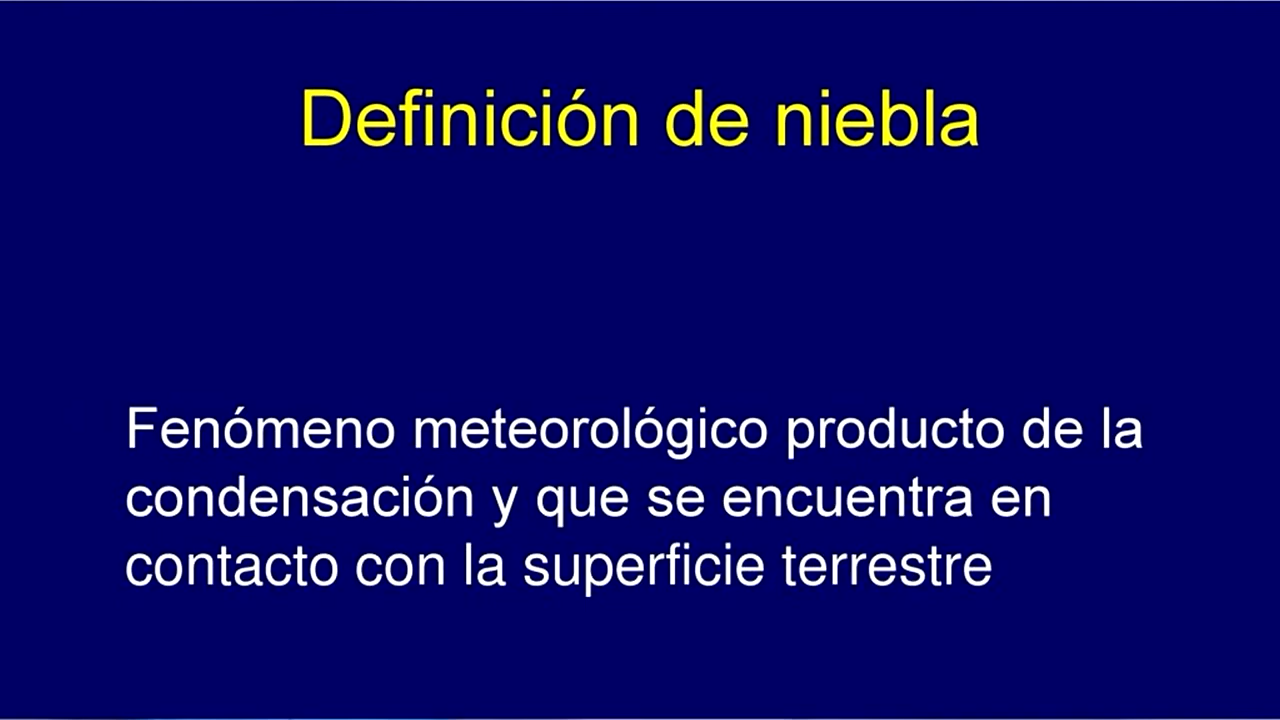 Definición de niebla
Fenómeno meteorológico producto de la
condensación y que se encuentra en
contacto con la superficie terrestre